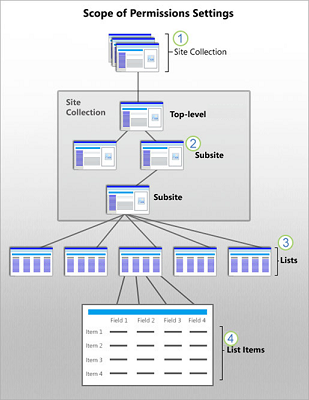 Scope of Permissions Settings
1
Site Collection
Site
Collection
Top-level
2
Subsite
Subsite
3
Lists
Field 1 Field 2 Field 3 Field 4
Item 1
4
Item 2
List Items
Item 3
Item 4